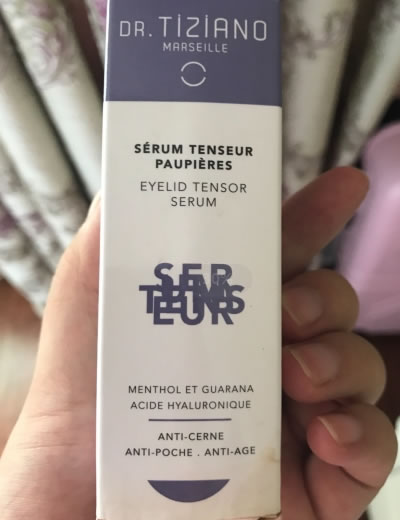 DR. TIZIANO
MARSEILLE
SÉRUM TENSEUR
PAUPIÈRES
EYELID TENSOR
SERUM
MENTHOL ET GUARANA
ACIDE HYALURONIQUE
ANTI-CERNE
ANTI-POCHE . ANTI-AGE